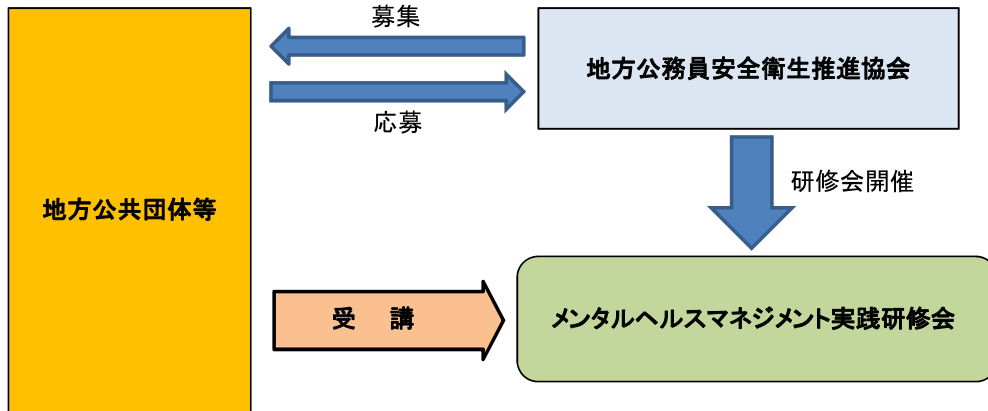 募集
地方公務員安全衛生推進協会
応募
研修会開催
地方公共団体等
受　講
メンタルヘルスマネジメント実践研修会